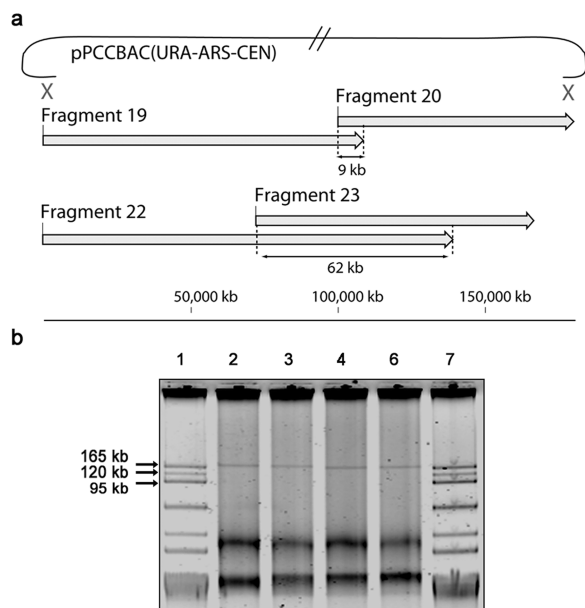 a
pPCCBAC(URA-ARS-CEN)
X X
Fragment 20
Fragment 19
9 kb
Fragment 23
Fragment 22
62 kb
50,000 kb 100,000 kb 150,000 kb
b
1 2 3 4 6 7
165 kb
120 kb
95 kb